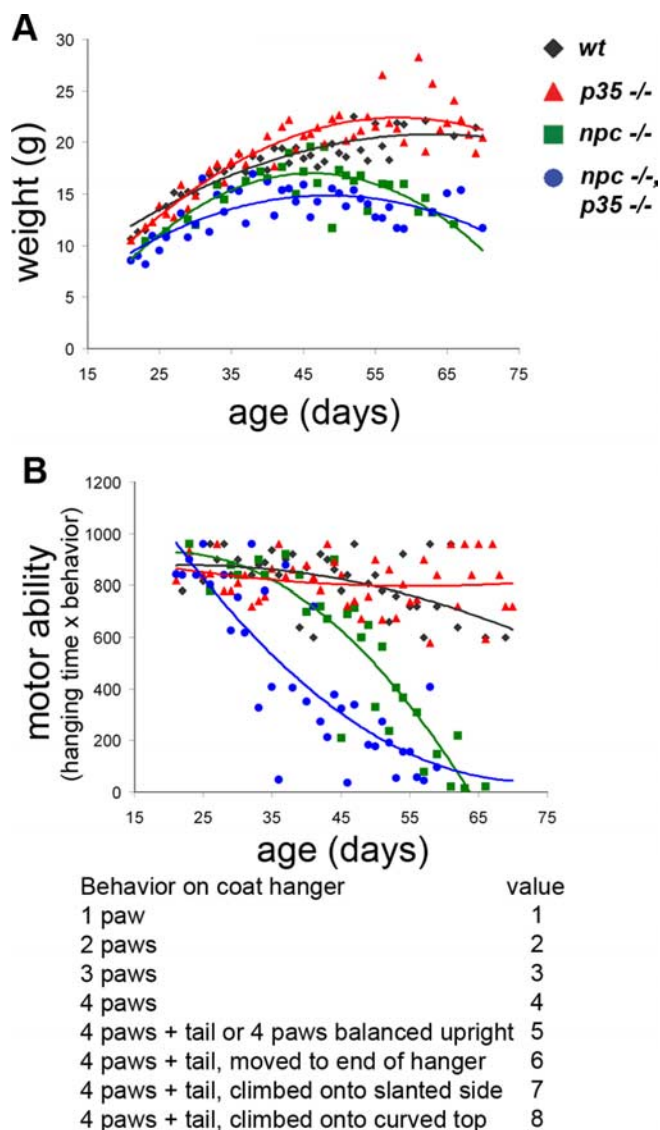 A
30
25
20
15
10
5
0
weight (g)
15 25 35 45 55 65 75
age (days)
wt
p35 -/-
npc -/-
npc -/-,
p35 -/-
B
1200
1000
800
600
400
200
0
motor ability
(hanging time x behavior)
15 25 35 45 55 65 75
age (days)
Behavior on coat hanger value
1 paw 1
2 paws 2
3 paws 3
4 paws 4
4 paws + tail or 4 paws balanced upright 5
4 paws + tail, moved to end of hanger 6
4 paws + tail, climbed onto slanted side 7
4 paws + tail, climbed onto curved top 8